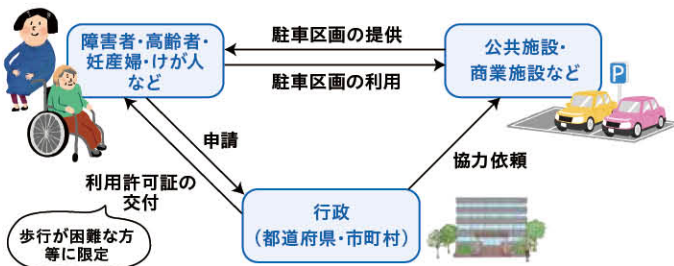 障害者・高齢者・
妊産婦・けが人
など
駐車区画の提供
駐車区画の利用
公共施設・
商業施設など
P
申請
利用許可証の
交付
協力依頼
行政
（都道府県・市町村）
歩行が困難な方
等に限定